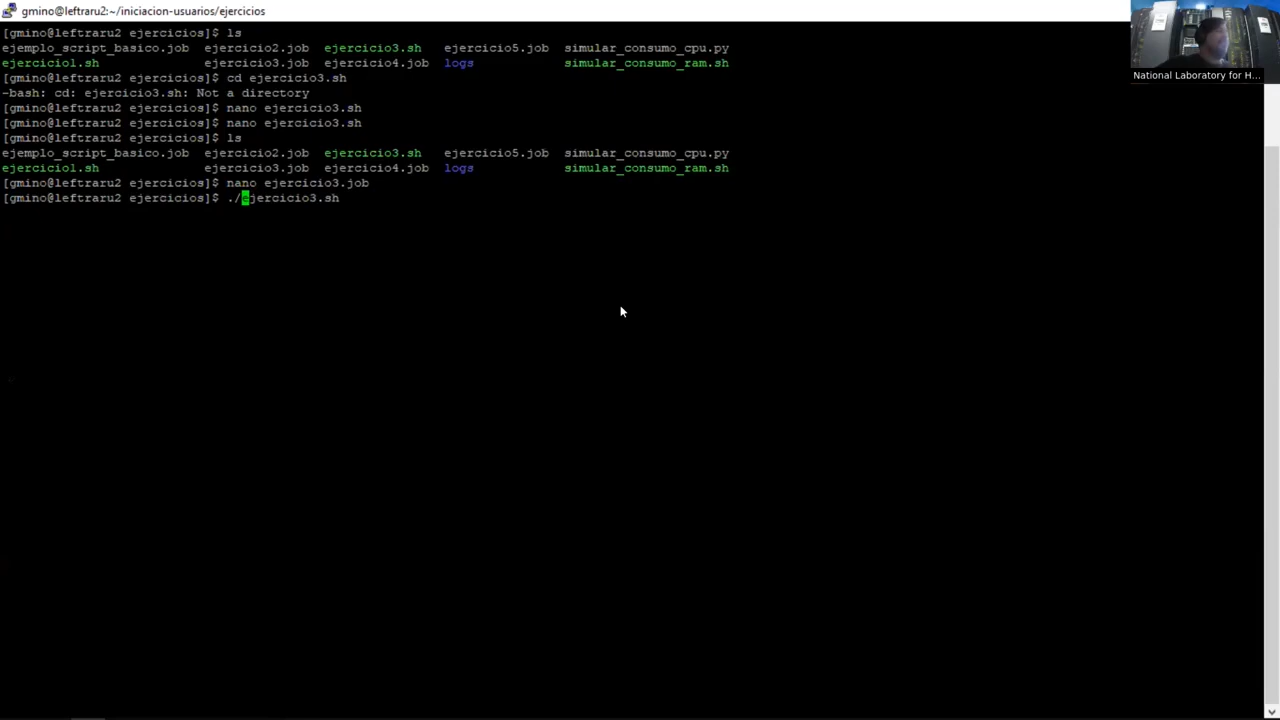 gmino@leftraru2:~/iniciacion-usuarios/ejercicios
[gmino@leftraru2 ejercicios]$ ls
ejemplo_script_basico.job ejercicio2.job ejercicio3.sh ejercicio5.job simular_consumo_cpu.py
ejercicio1.sh ejercicio3.job ejercicio4.job logs simular_consumo_ram.sh
[gmino@leftraru2 ejercicios]$ cd ejercicio3.sh
-bash: cd: ejercicio3.sh: Not a directory
[gmino@leftraru2 ejercicios]$ nano ejercicio3.sh
[gmino@leftraru2 ejercicios]$ nano ejercicio3.sh
[gmino@leftraru2 ejercicios]$ ls
ejemplo_script_basico.job ejercicio2.job ejercicio3.sh ejercicio5.job simular_consumo_cpu.py
ejercicio1.sh ejercicio3.job ejercicio4.job logs simular_consumo_ram.sh
[gmino@leftraru2 ejercicios]$ nano ejercicio3.job
[gmino@leftraru2 ejercicios]$ ./ejercicio3.sh
National Laboratory for H...